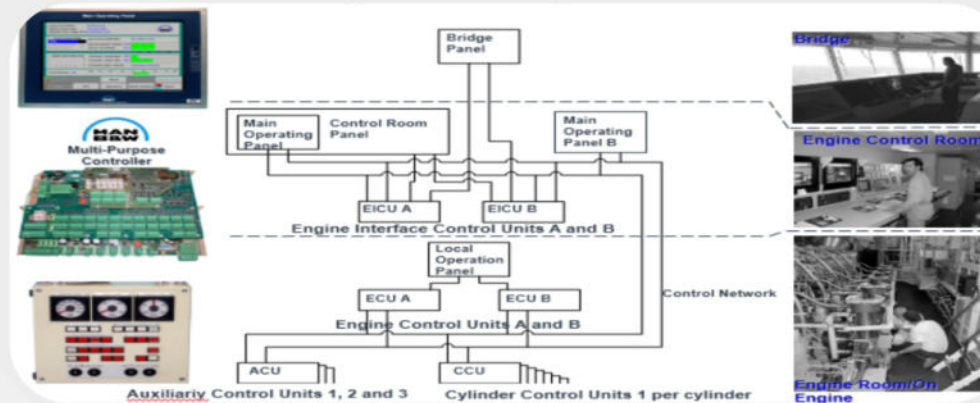 Main Operating Panel
MAN
B&W
Multi-Purpose
Controller
Bridge
Panel
Main
Operating
Panel
Control Room
Panel
Main
Operating
Panel B
EICU A
EICU B
Engine Interface Control Units A and B
Local
Operation
Panel
ECU A
ECU B
Engine Control Units A and B
Control Network
ACU
CCU
Auxiliariy Control Units 1, 2 and 3
Cylinder Control Units 1 per cylinder
Bridge
Engine Control Room
Engine Room/On
Engine